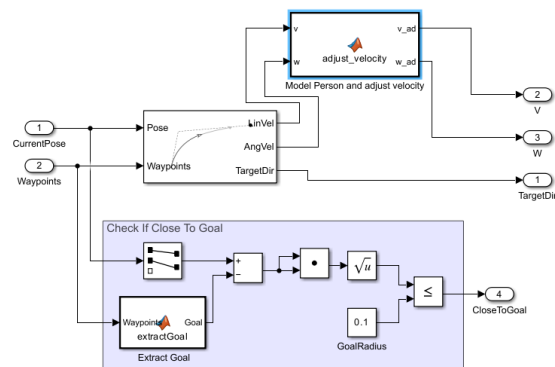 v
v_ad
adjust_velocity
w
w_ad
Model Person and adjust velocity
2
V
1
CurrentPose
Pose
LinVel
AngVel
3
W
2
Waypoints
Waypoints
TargetDir
1
TargetDir
Check If Close To Goal
+
−
√u
≤
4
CloseToGoal
Waypoints
Goal
extractGoal
Extract Goal
0.1
GoalRadius